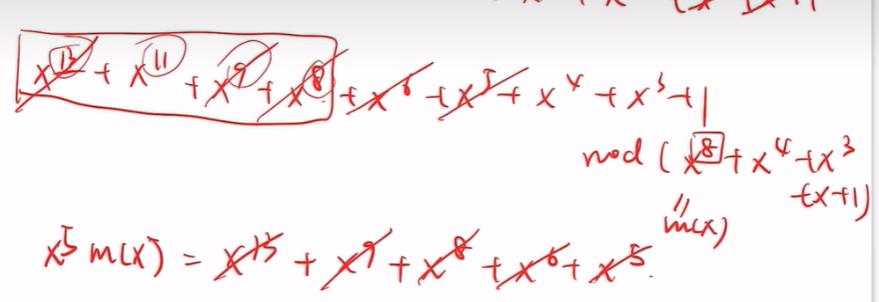 x^13 + x^11 + x^9 + x^8 + x^6 + x^5 + x^4 + x^3 + 1
mod ( x^8 + x^4 + x^3
+x+1)
=
m(x)
x^5 m(x) = x^13 + x^9 + x^8 + x^6 + x^5.